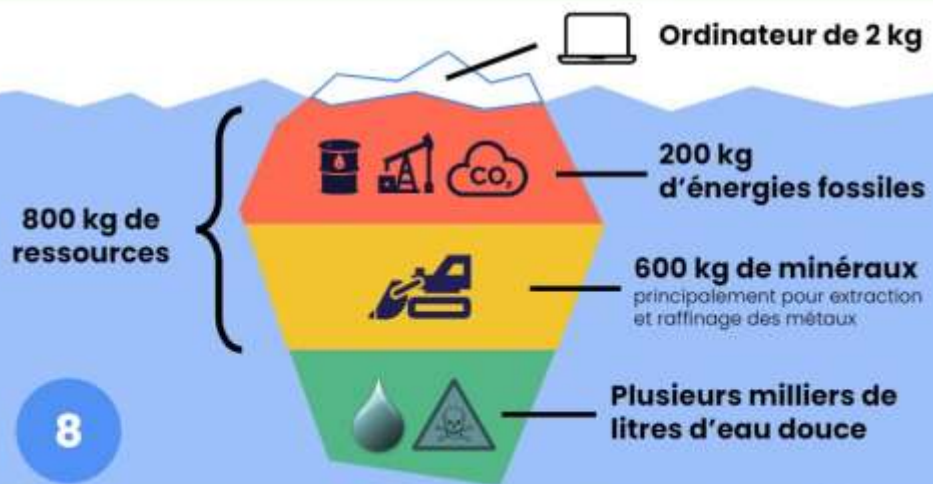 Ordinateur de 2 kg
CO₂
200 kg
d'énergies fossiles
800 kg de
ressources
600 kg de minéraux
principalement pour extraction
et raffinage des métaux
Plusieurs milliers de
litres d'eau douce
8